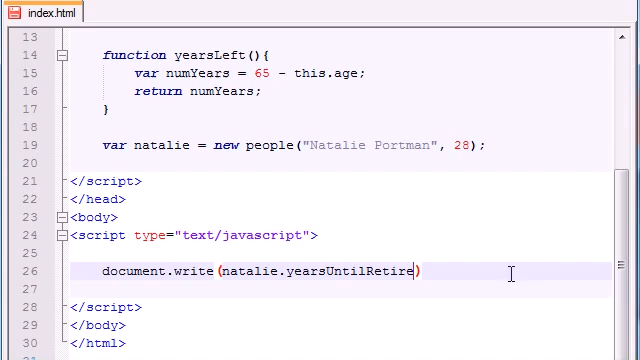 index.html
13
14 function yearsLeft(){
15 var numYears = 65 - this.age;
16 return numYears;
17 }
18
19 var natalie = new people("Natalie Portman", 28);
20
21 </script>
22 </head>
23 <body>
24 <script type="text/javascript">
25
26 document.write(natalie.yearsUntilRetire)
27
28 </script>
29 </body>
30 </html>